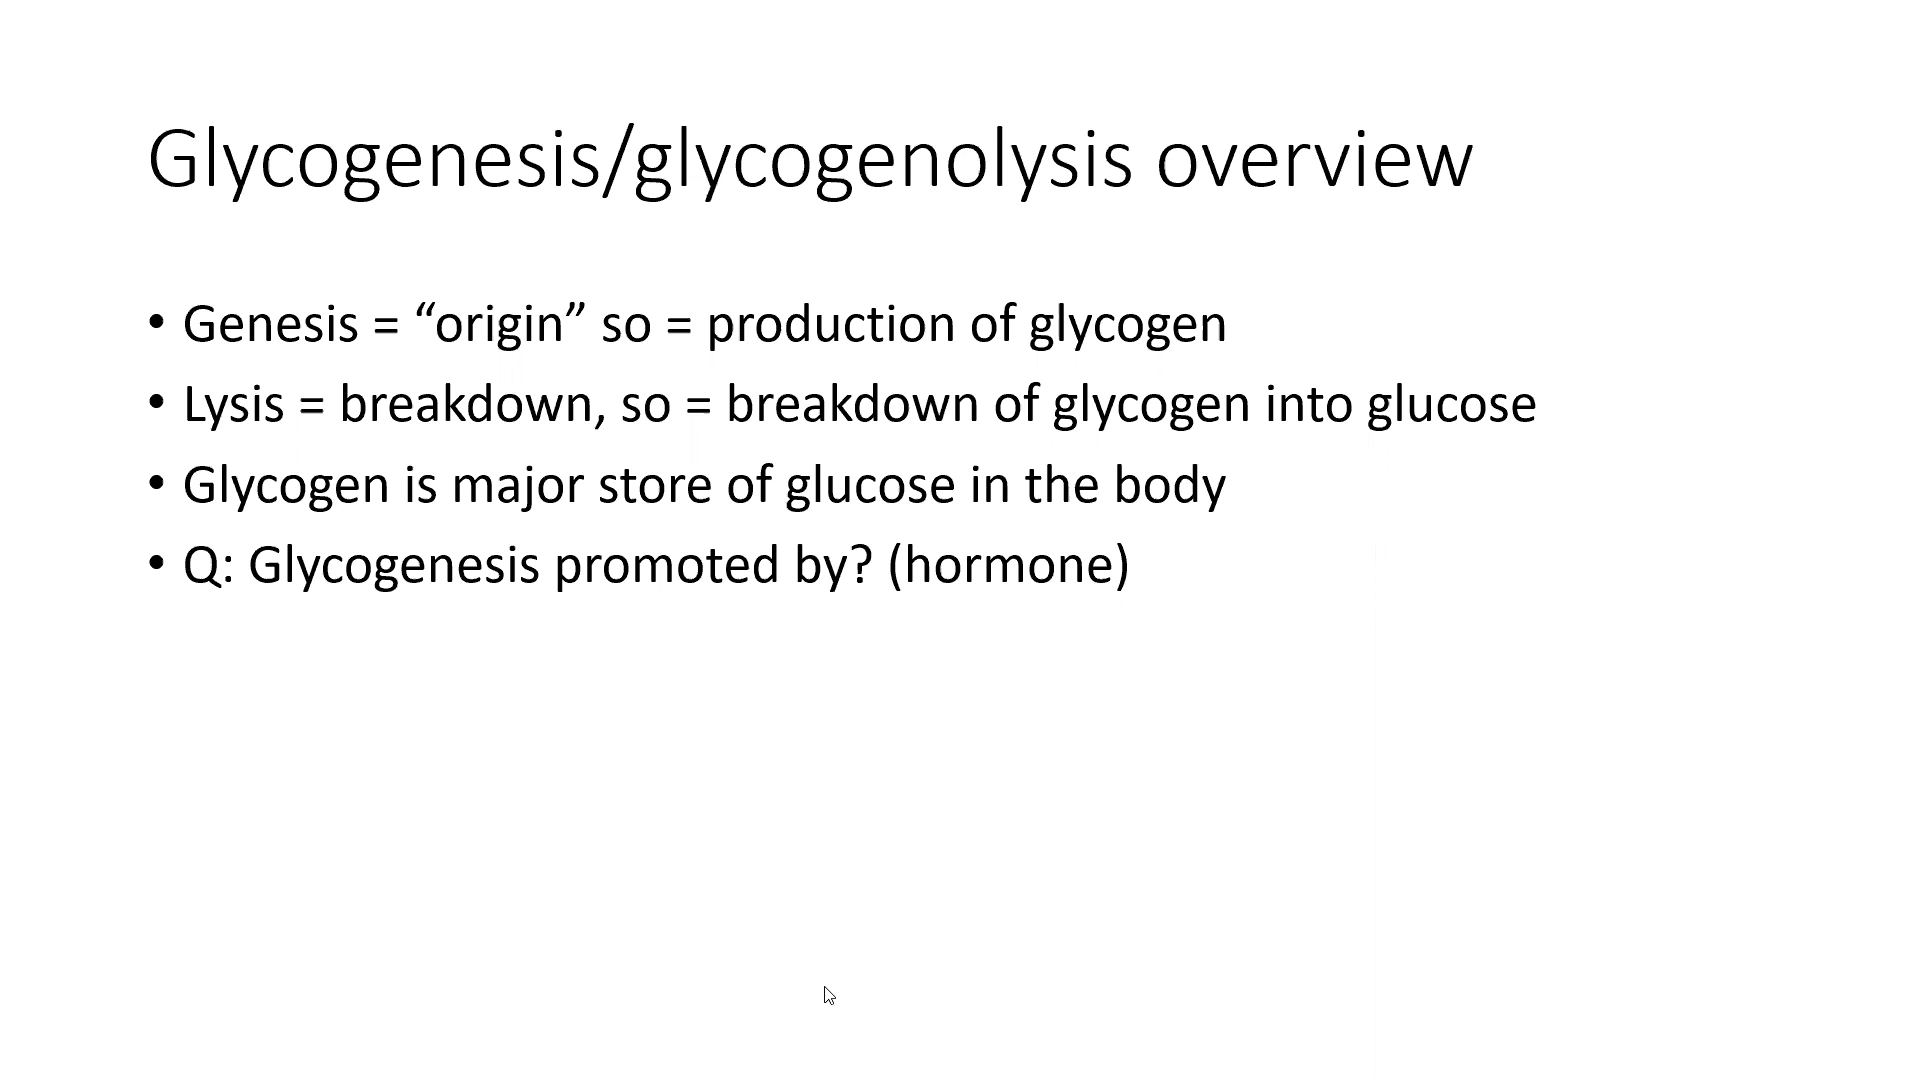 Glycogenesis/glycogenolysis overview
• Genesis = “origin” so = production of glycogen
• Lysis = breakdown, so = breakdown of glycogen into glucose
• Glycogen is major store of glucose in the body
• Q: Glycogenesis promoted by? (hormone)